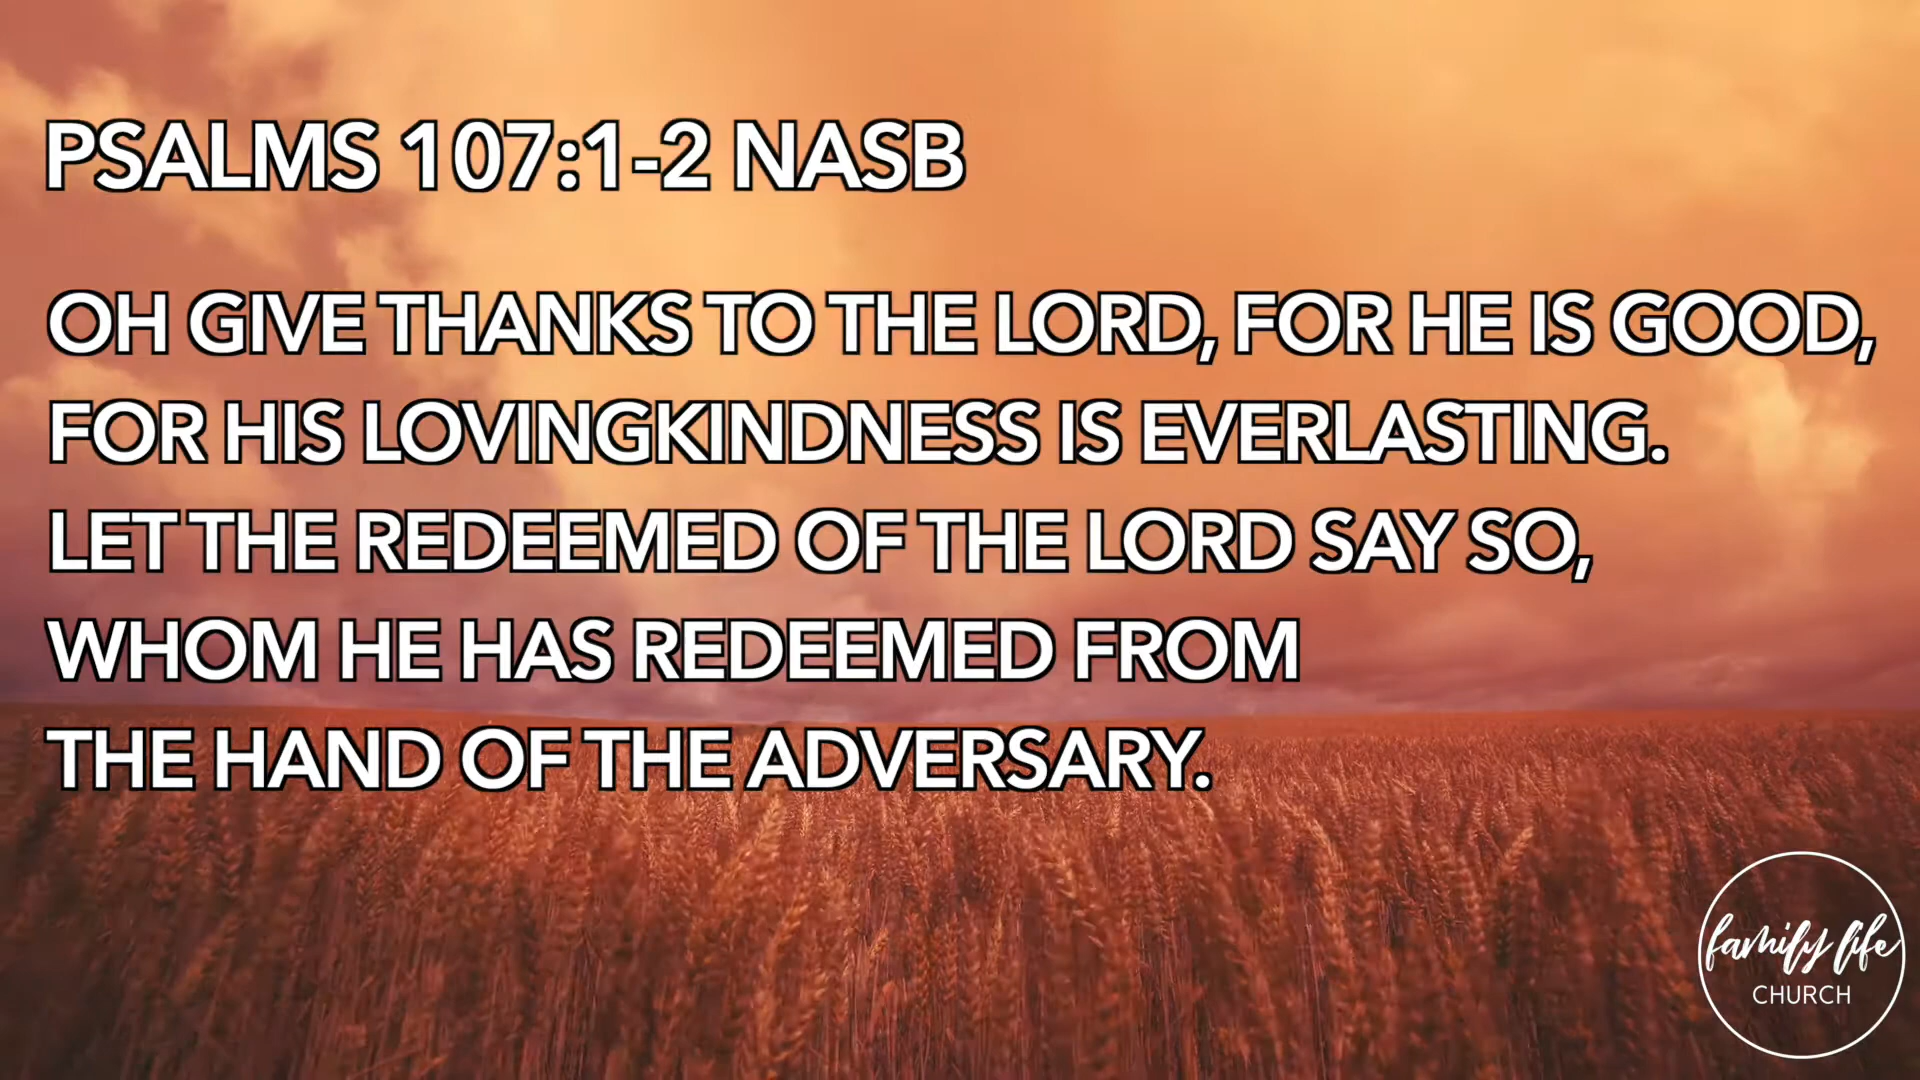 PSALMS 107:1-2 NASB
OH GIVE THANKS TO THE LORD, FOR HE IS GOOD,
FOR HIS LOVINGKINDNESS IS EVERLASTING.
LET THE REDEEMED OF THE LORD SAY SO,
WHOM HE HAS REDEEMED FROM
THE HAND OF THE ADVERSARY.
family life
CHURCH